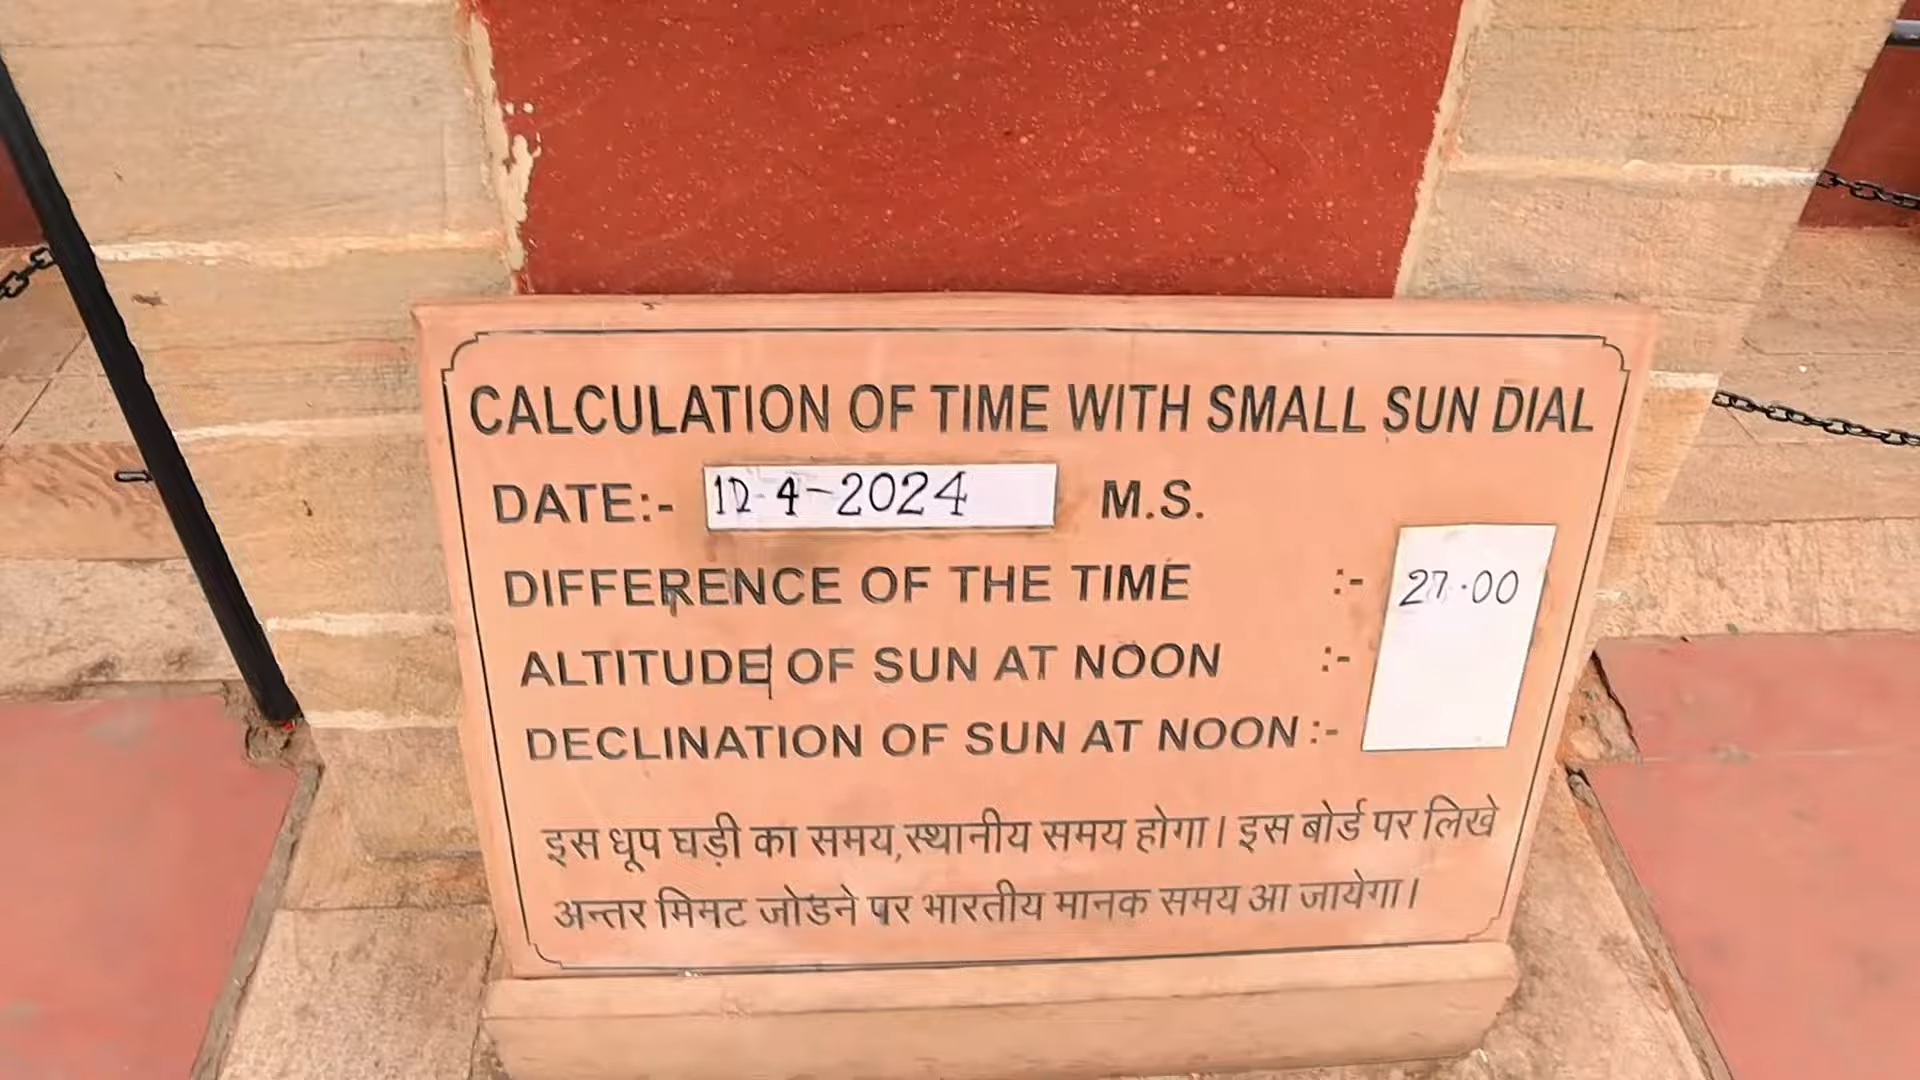 CALCULATION OF TIME WITH SMALL SUN DIAL
DATE:- 12-4-2024 M.S.
DIFFERENCE OF THE TIME :- 27.00
ALTITUDE OF SUN AT NOON :-
DECLINATION OF SUN AT NOON :-
इस धूप घड़ी का समय, स्थानीय समय होगा। इस बोर्ड पर लिखे
अन्तर मिनट जोडने पर भारतीय मानक समय आ जायेगा।